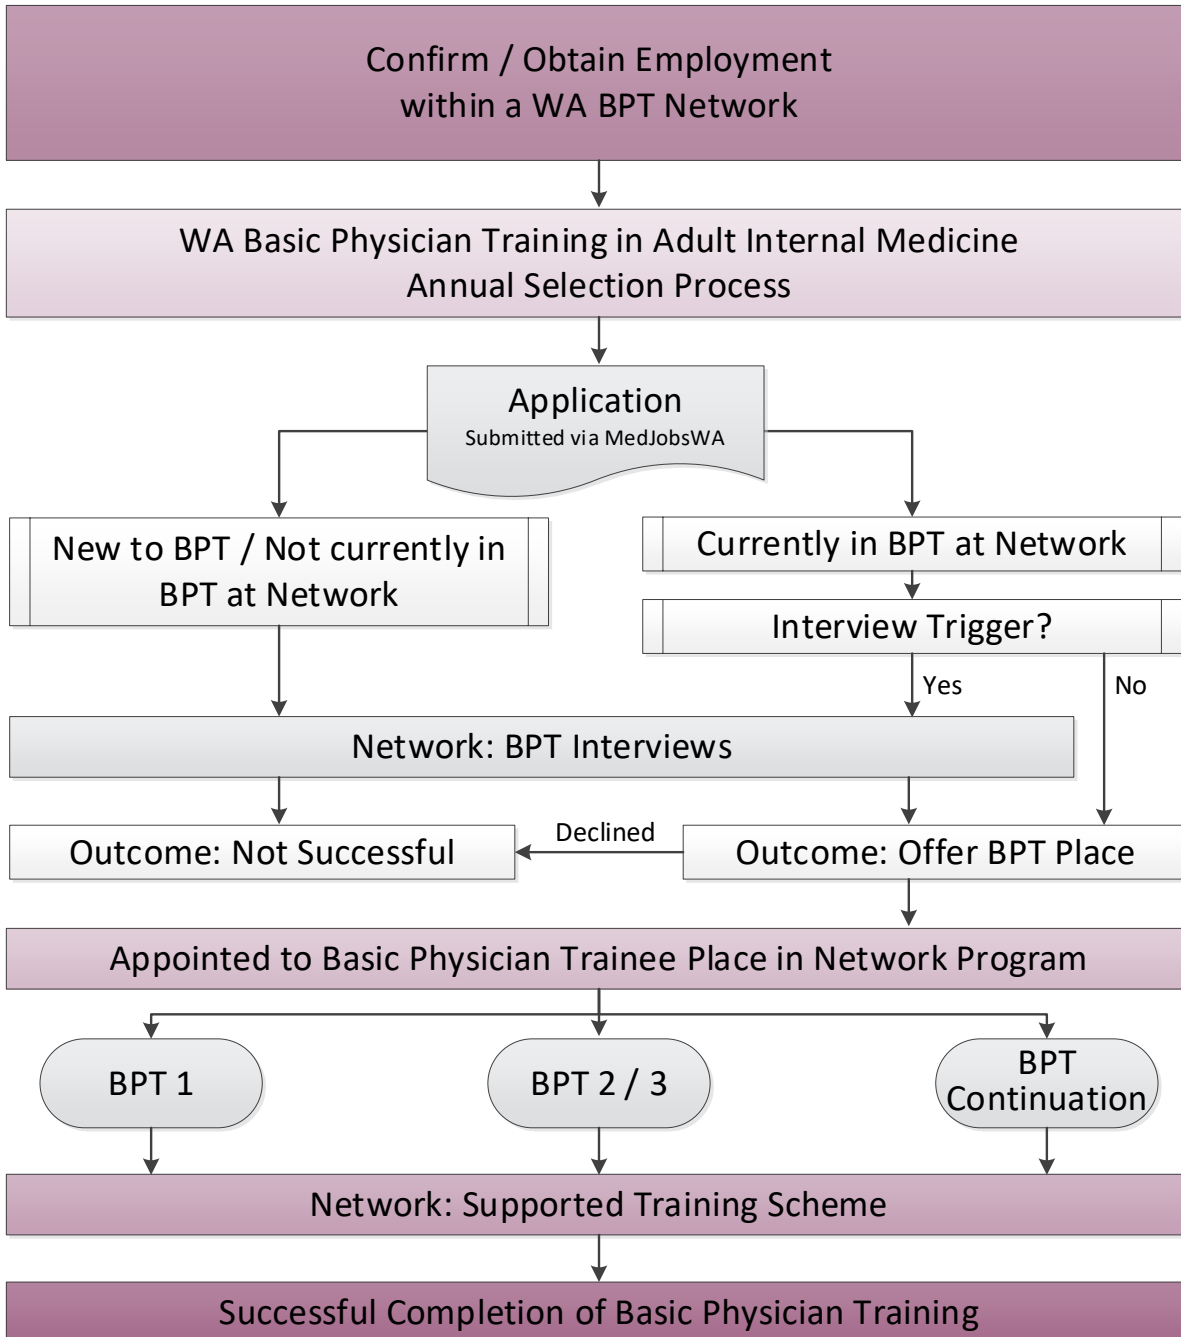 Confirm / Obtain Employment
within a WA BPT Network
WA Basic Physician Training in Adult Internal Medicine
Annual Selection Process
Application
Submitted via MedJobsWA
New to BPT / Not currently in
BPT at Network
Currently in BPT at Network
Interview Trigger?
Yes
No
Network: BPT Interviews
Outcome: Not Successful
Declined
Outcome: Offer BPT Place
Appointed to Basic Physician Trainee Place in Network Program
BPT 1
BPT 2 / 3
BPT
Continuation
Network: Supported Training Scheme
Successful Completion of Basic Physician Training